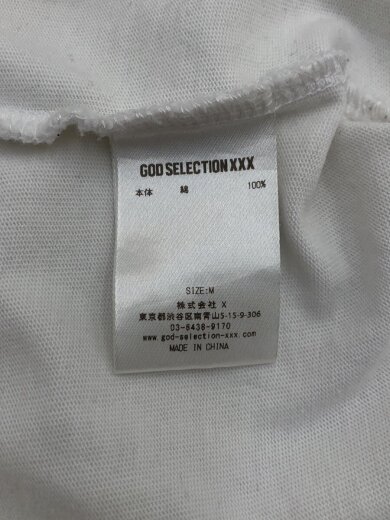 GOD SELECTION XXX
本体 綿 100%
SIZE:M
株式会社 X
東京都渋谷区南青山5-15-9-306
03-6438-9170
www.god-selection-xxx.com
MADE IN CHINA